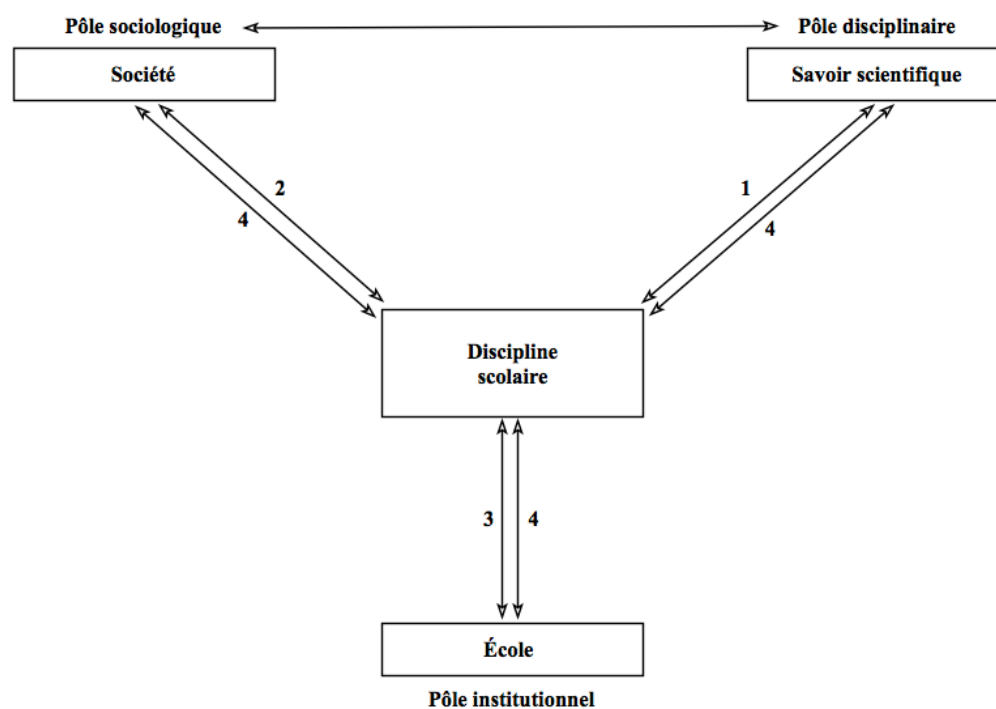 Pôle sociologique
Pôle disciplinaire
Société
Savoir scientifique
2
1
4
4
Discipline
scolaire
3
4
École
Pôle institutionnel